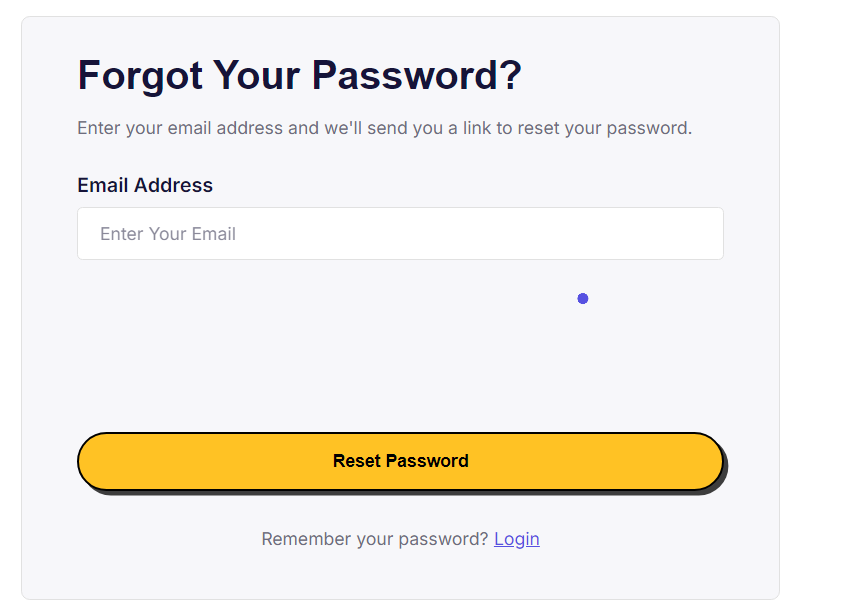 Forgot Your Password?
Enter your email address and we'll send you a link to reset your password.
Email Address
Enter Your Email
Reset Password
Remember your password? Login